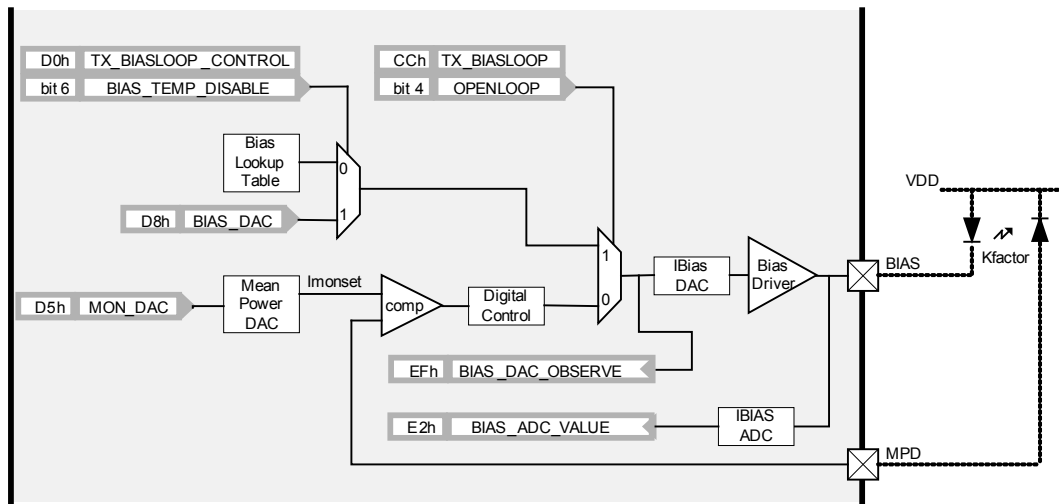 D0h TX_BIASLOOP_CONTROL
bit 6 BIAS_TEMP_DISABLE
CCh TX_BIASLOOP
bit 4 OPENLOOP
Bias
Lookup
Table
0
1
D8h BIAS_DAC
VDD
Kfactor
BIAS
1
0
IBias
DAC
Bias
Driver
Imonset
D5h MON_DAC
Mean
Power
DAC
comp
Digital
Control
EFh BIAS_DAC_OBSERVE
E2h BIAS_ADC_VALUE
IBIAS
ADC
MPD